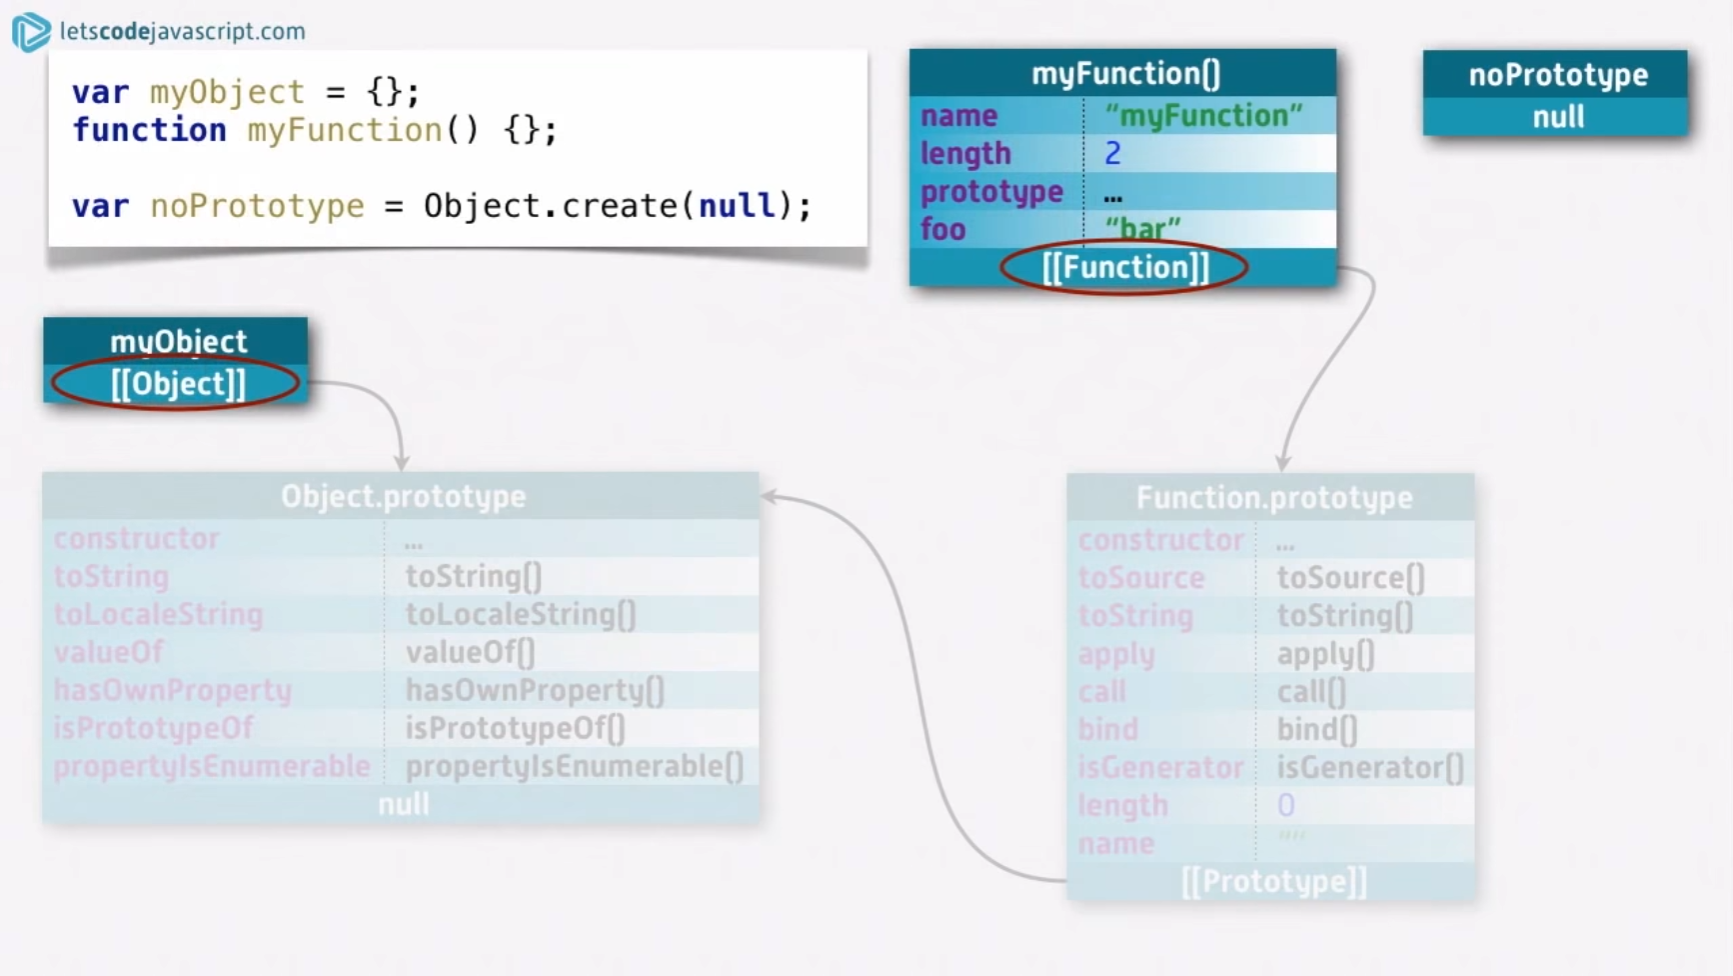 letscodejavascript.com
var myObject = {};
function myFunction() {};
var noPrototype = Object.create(null);
myFunction()
name "myFunction"
length 2
prototype ...
foo "bar"
[[Function]]
noPrototype
null
myObject
[[Object]]
Object.prototype
constructor ...
toString toString()
toLocaleString toLocaleString()
valueOf valueOf()
hasOwnProperty hasOwnProperty()
isPrototypeOf isPrototypeOf()
propertyIsEnumerable propertyIsEnumerable()
null
Function.prototype
constructor ...
toSource toSource()
toString toString()
apply apply()
call call()
bind bind()
isGenerator isGenerator()
length 0
name ""
[[Prototype]]